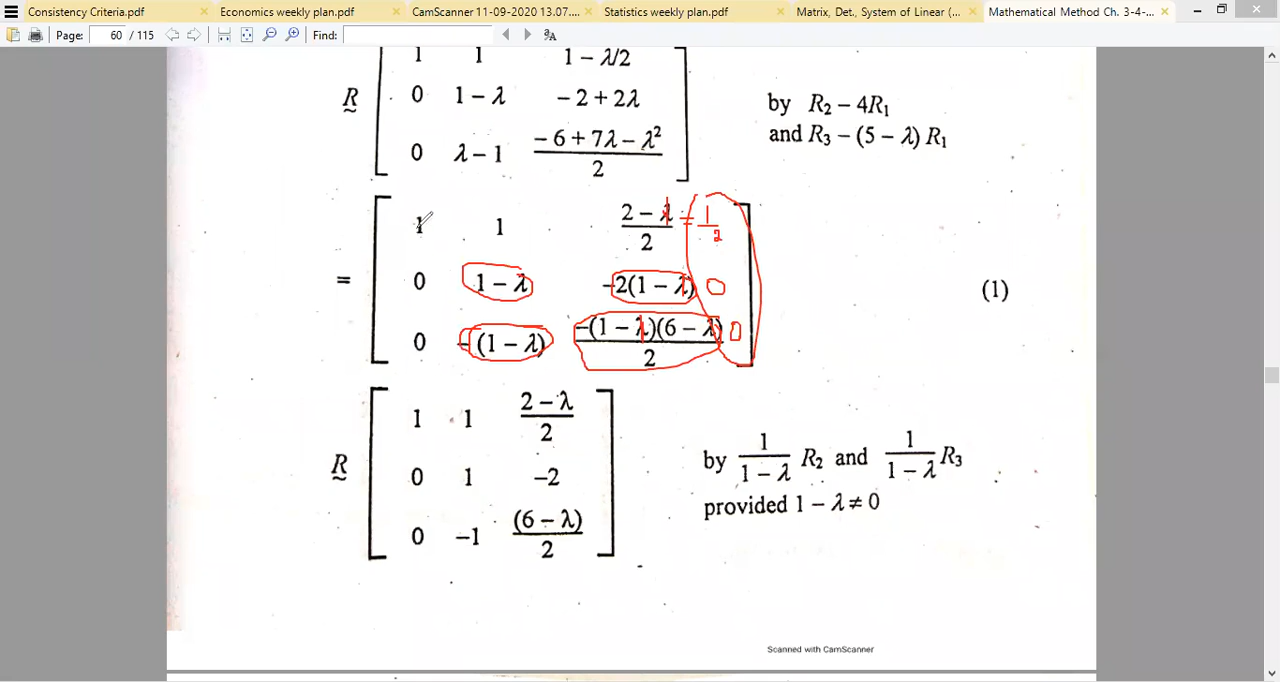 Consistency Criteria.pdf × Economics weekly plan.pdf × CamScanner 11-09-2020 13.07.... × Statistics weekly plan.pdf × Matrix, Det., System of Linear (... × Mathematical Method Ch. 3-4-... ×
Page: 60 / 115 Find:
1 1 1 − λ/2
R 0 1 − λ − 2 + 2λ by R₂ − 4R₁
0 λ − 1 (− 6 + 7λ − λ²)/2 and R₃ − (5 − λ) R₁
1 1 (2 − λ)/2 = 1/2
= 0 1 − λ −2(1 − λ) 0 (1)
0 −(1 − λ) −(1 − λ)(6 − λ)/2 0
1 1 (2 − λ)/2
R 0 1 −2 by 1/(1 − λ) R₂ and 1/(1 − λ) R₃
0 −1 (6 − λ)/2 provided 1 − λ ≠ 0
Scanned with CamScanner